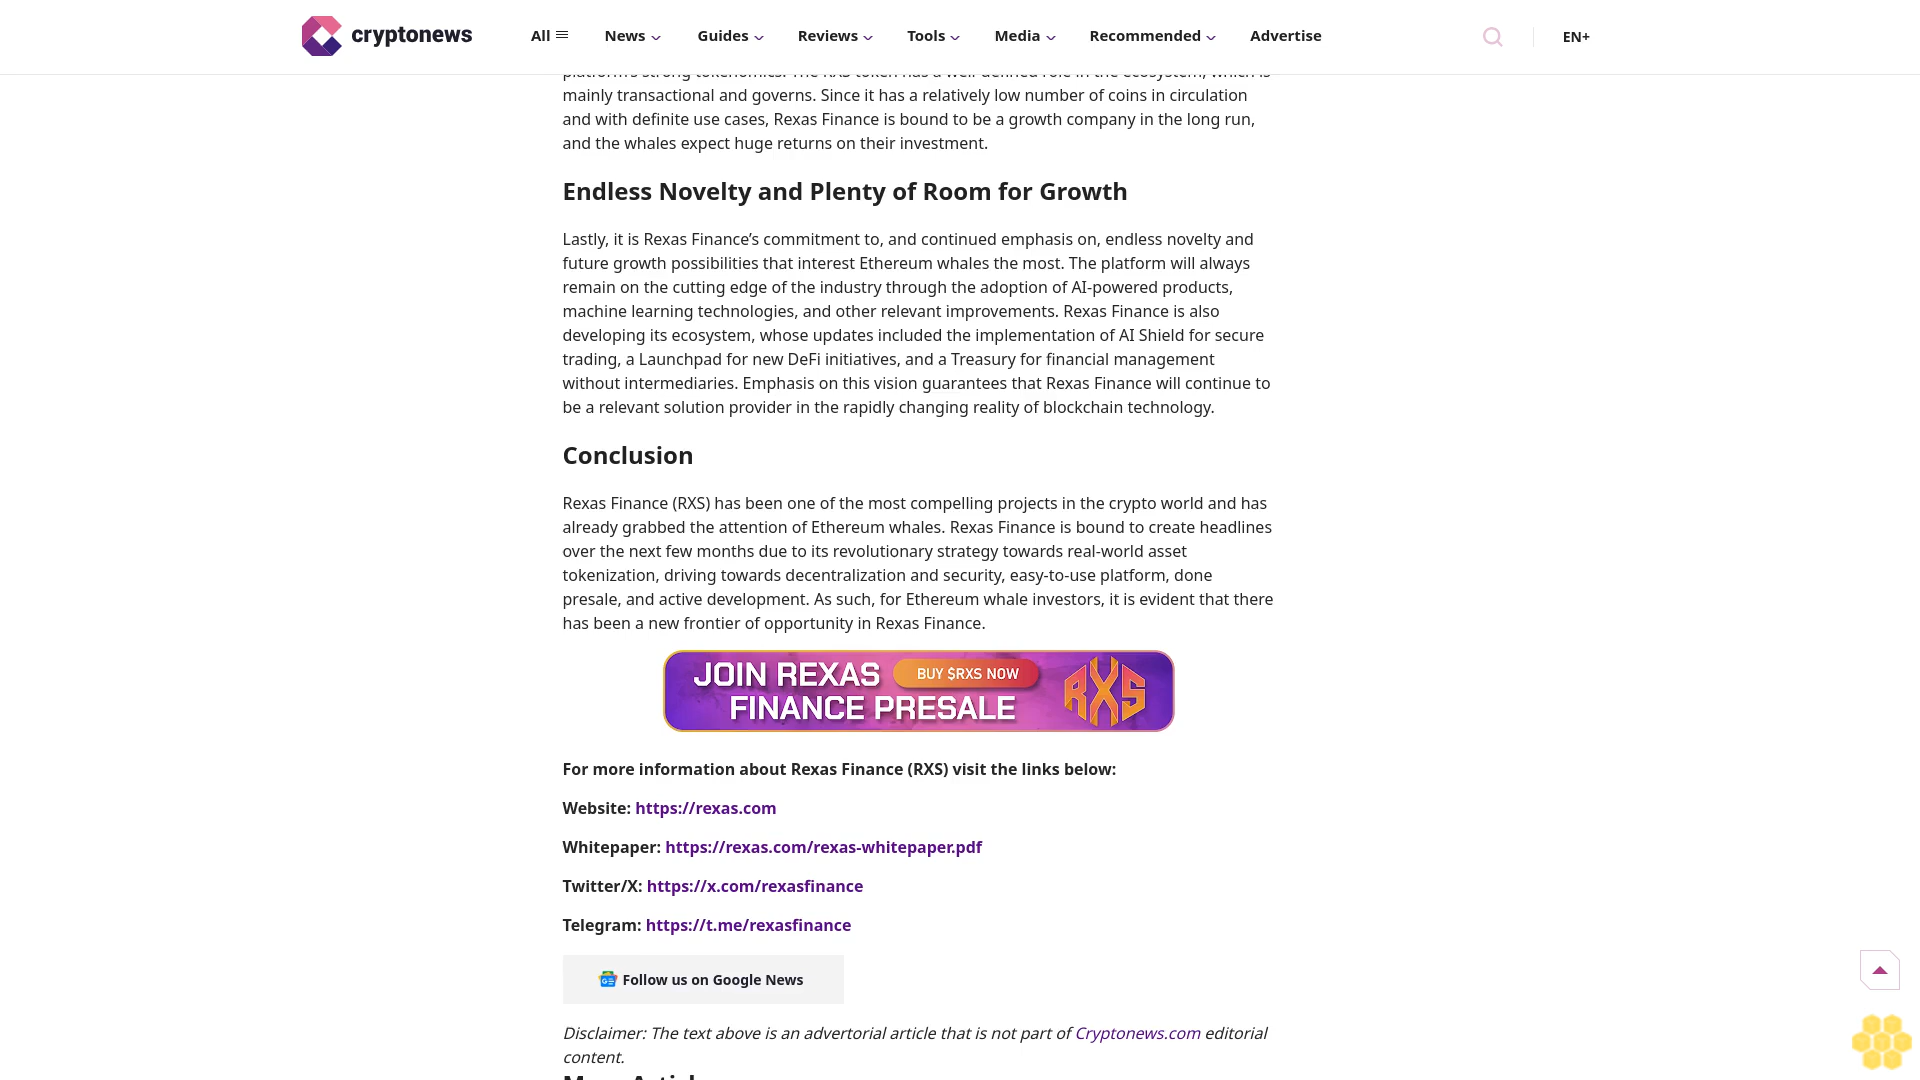 cryptonews
All
News
Guides
Reviews
Tools
Media
Recommended
Advertise
EN+
platform's strong tokenomics. The RXS token has a well-defined role in the ecosystem, which is
mainly transactional and governs. Since it has a relatively low number of coins in circulation
and with definite use cases, Rexas Finance is bound to be a growth company in the long run,
and the whales expect huge returns on their investment.
Endless Novelty and Plenty of Room for Growth
Lastly, it is Rexas Finance’s commitment to, and continued emphasis on, endless novelty and
future growth possibilities that interest Ethereum whales the most. The platform will always
remain on the cutting edge of the industry through the adoption of AI-powered products,
machine learning technologies, and other relevant improvements. Rexas Finance is also
developing its ecosystem, whose updates included the implementation of AI Shield for secure
trading, a Launchpad for new DeFi initiatives, and a Treasury for financial management
without intermediaries. Emphasis on this vision guarantees that Rexas Finance will continue to
be a relevant solution provider in the rapidly changing reality of blockchain technology.
Conclusion
Rexas Finance (RXS) has been one of the most compelling projects in the crypto world and has
already grabbed the attention of Ethereum whales. Rexas Finance is bound to create headlines
over the next few months due to its revolutionary strategy towards real-world asset
tokenization, driving towards decentralization and security, easy-to-use platform, done
presale, and active development. As such, for Ethereum whale investors, it is evident that there
has been a new frontier of opportunity in Rexas Finance.
JOIN REXAS BUY $RXS NOW
FINANCE PRESALE
RXS
For more information about Rexas Finance (RXS) visit the links below:
Website: https://rexas.com
Whitepaper: https://rexas.com/rexas-whitepaper.pdf
Twitter/X: https://x.com/rexasfinance
Telegram: https://t.me/rexasfinance
Follow us on Google News
Disclaimer: The text above is an advertorial article that is not part of Cryptonews.com editorial
content.